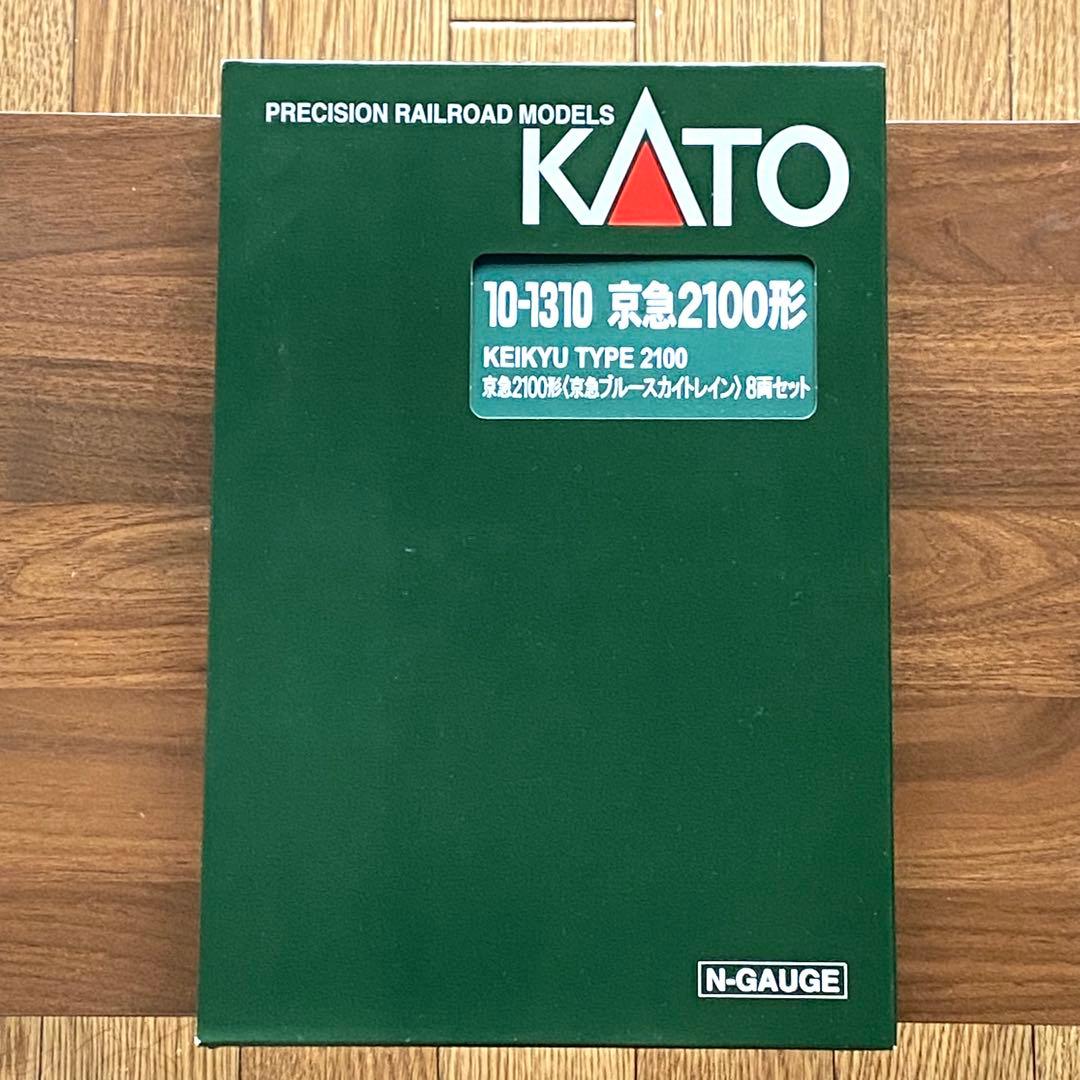 PRECISION RAILROAD MODELS
KATO
10-1310 京急2100形
KEIKYU TYPE 2100
京急2100形〈京急ブルースカイトレイン〉8両セット
N-GAUGE